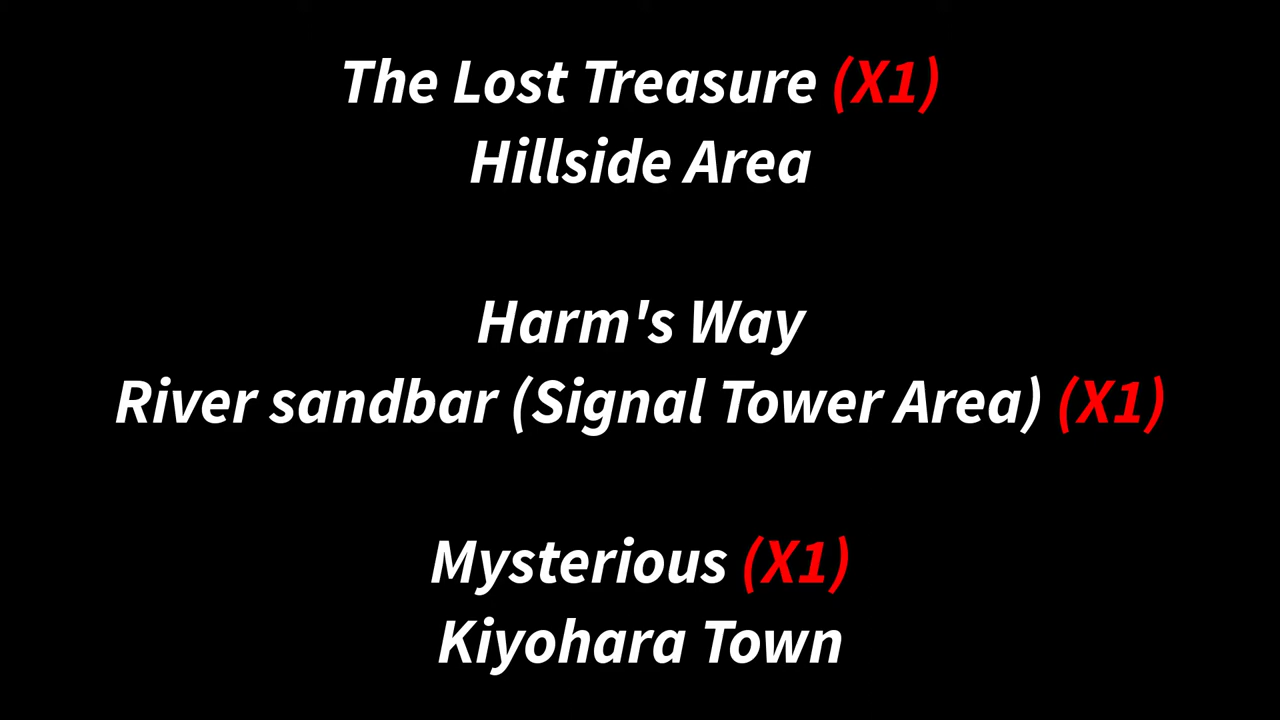 The Lost Treasure (X1)
Hillside Area
Harm's Way
River sandbar (Signal Tower Area) (X1)
Mysterious (X1)
Kiyohara Town